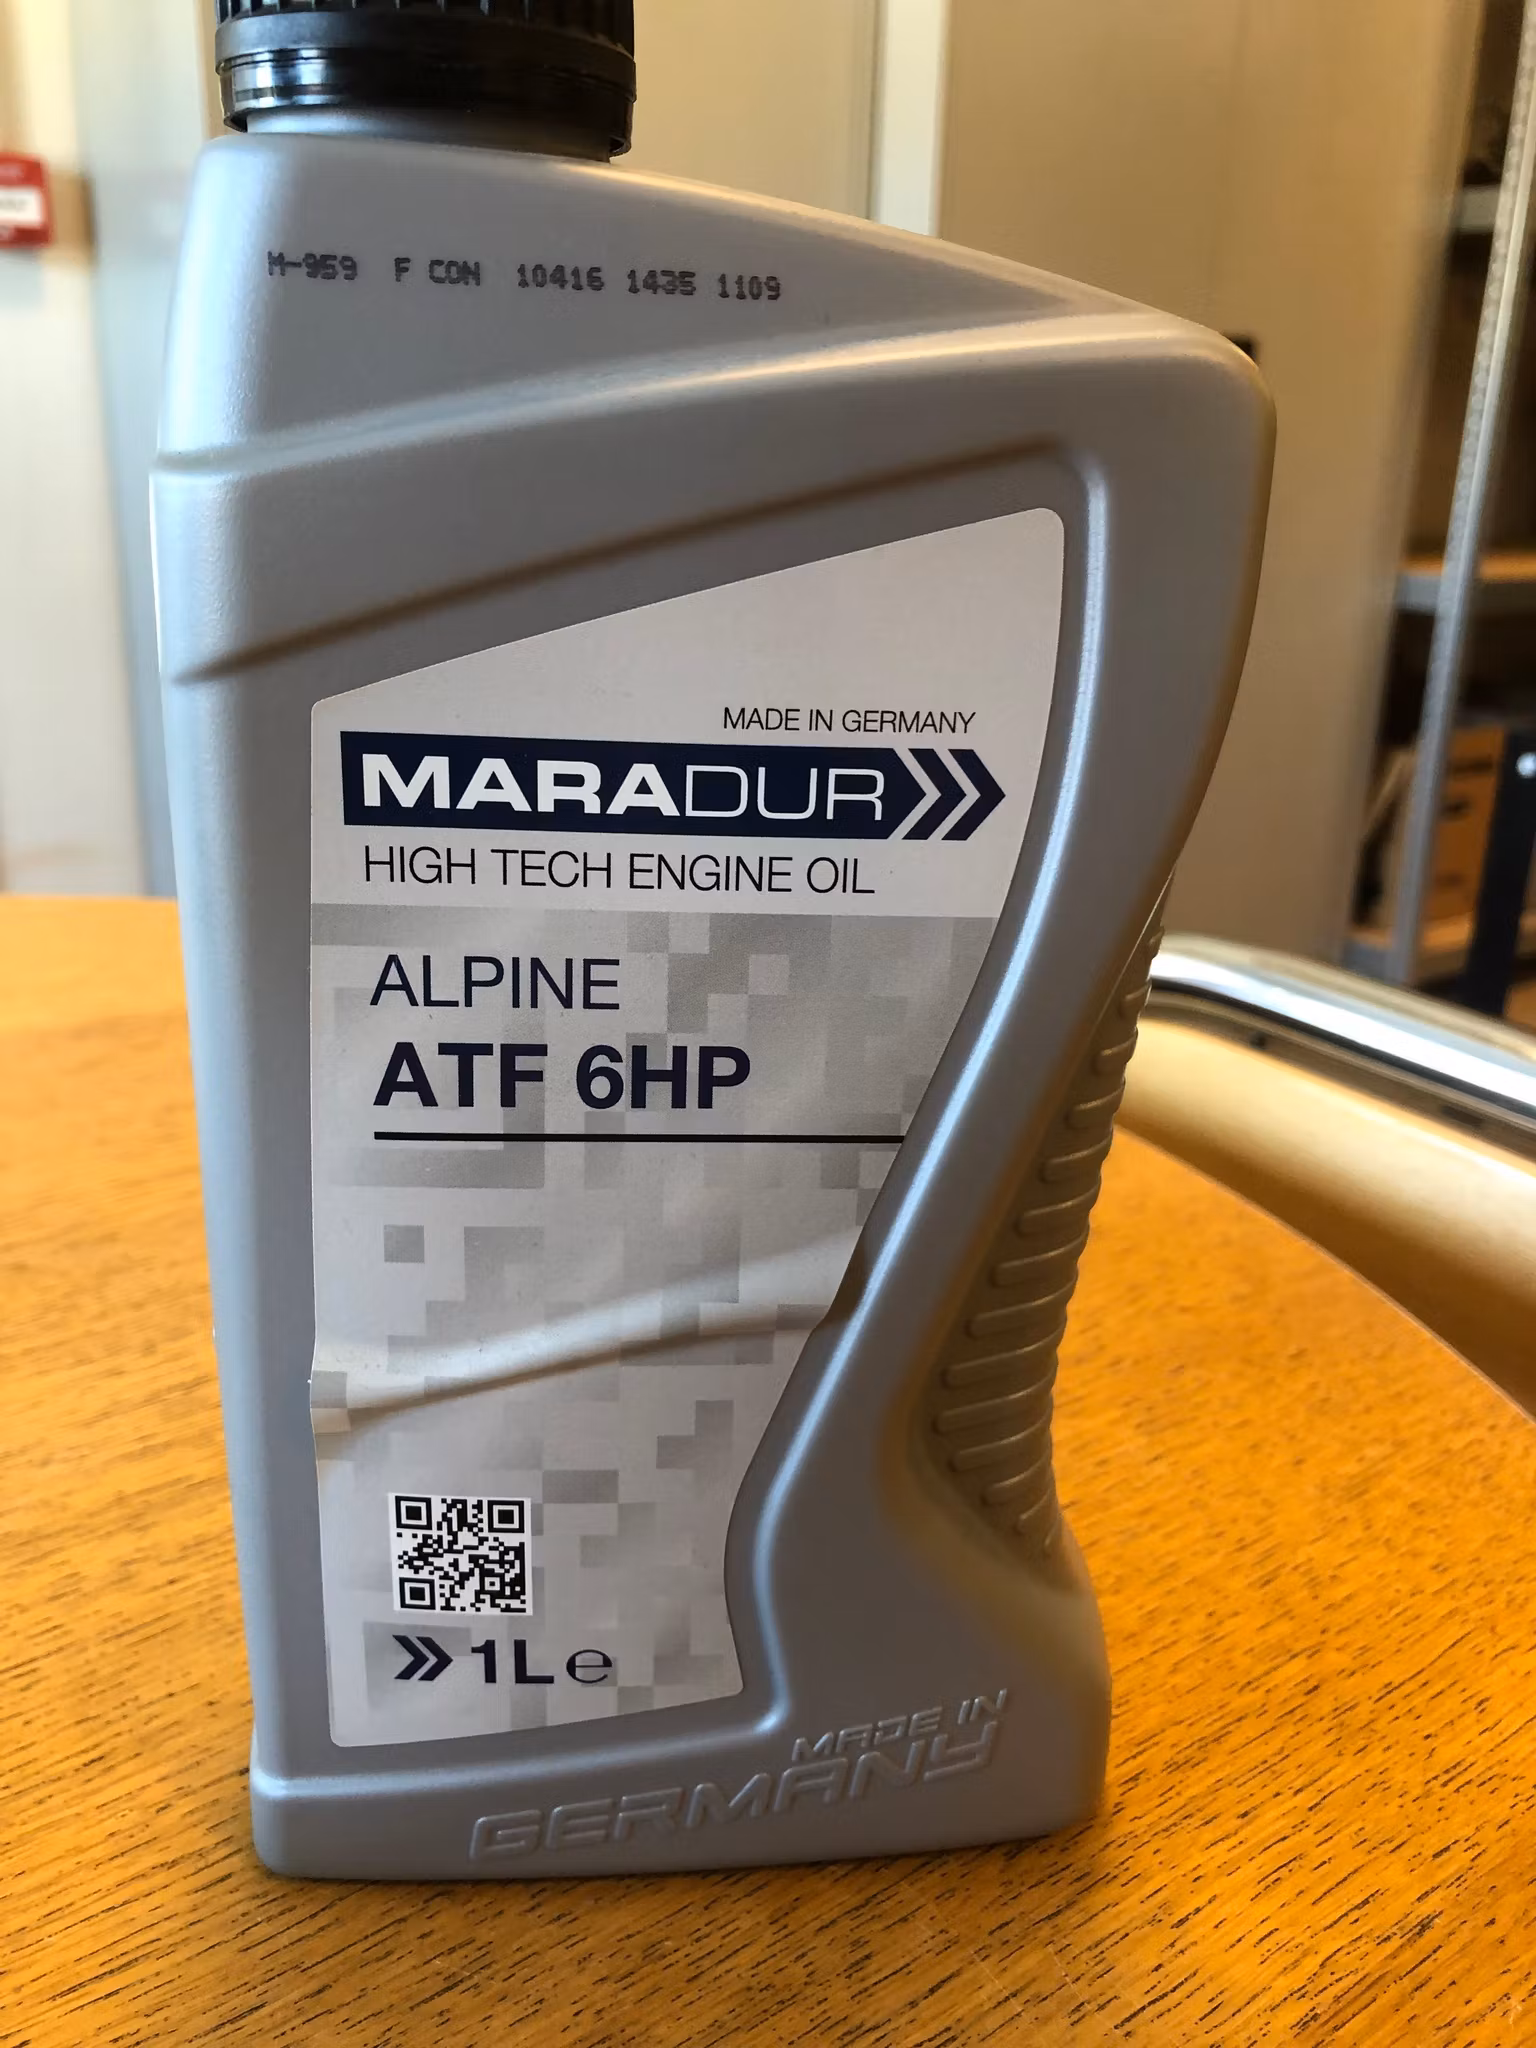 M-959 F CON 10416 1435 1109
MADE IN GERMANY
MARADUR
HIGH TECH ENGINE OIL
ALPINE
ATF 6HP
1L e
MADE IN
GERMANY